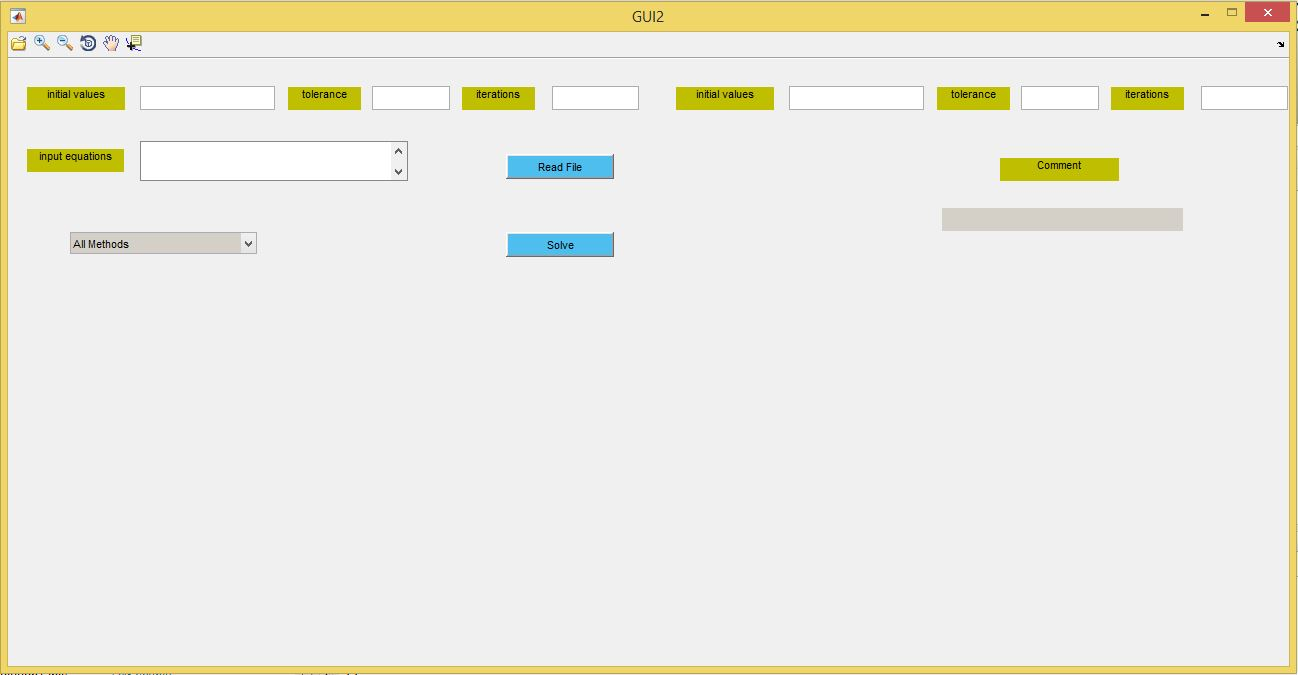 GUI2
initial values tolerance iterations initial values tolerance iterations
input equations
Read File
Comment
All Methods
Solve